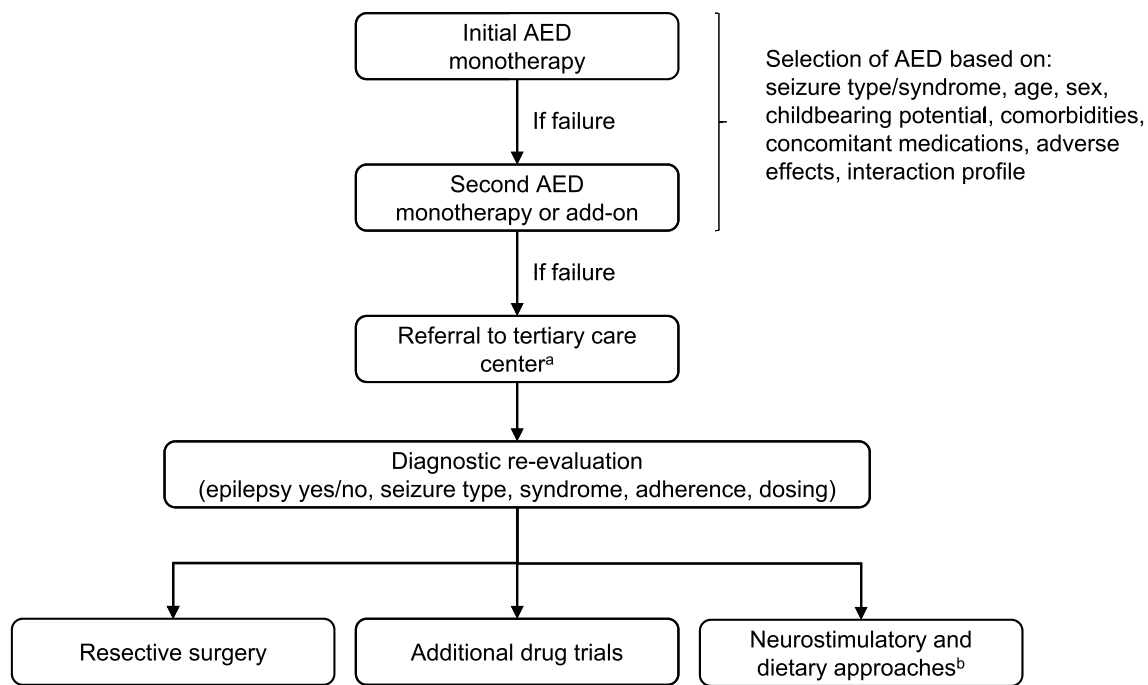 Initial AED
monotherapy
Selection of AED based on:
seizure type/syndrome, age, sex,
childbearing potential, comorbidities,
concomitant medications, adverse
effects, interaction profile
If failure
Second AED
monotherapy or add-on
If failure
Referral to tertiary care
centerᵃ
Diagnostic re-evaluation
(epilepsy yes/no, seizure type, syndrome, adherence, dosing)
Resective surgery
Additional drug trials
Neurostimulatory and
dietary approachesᵇ